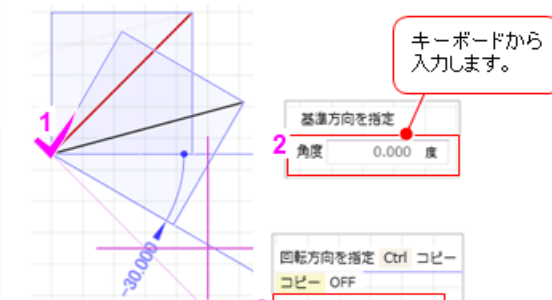 キーボードから
入力します。
1
基準方向を指定
2
角度 0.000 度
-30.000
回転方向を指定 Ctrl コピー
コピー OFF